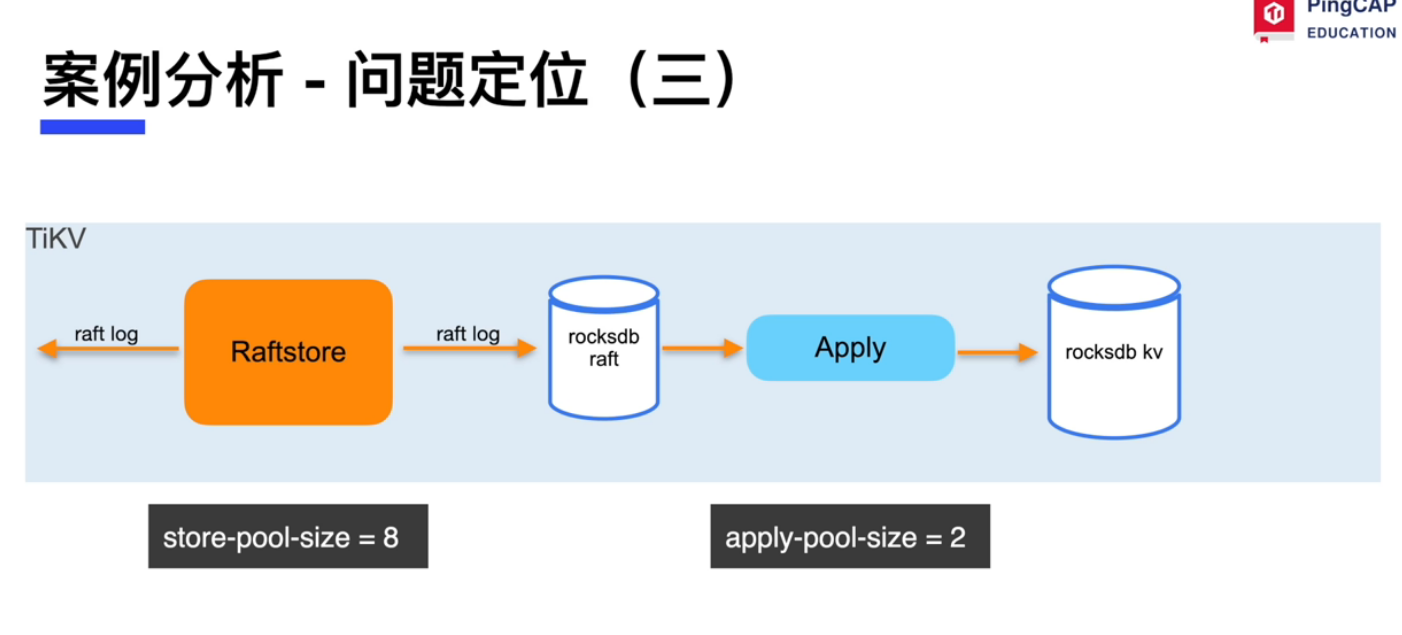 PingCAP
EDUCATION
案例分析 - 问题定位（三）
TiKV
raft log
Raftstore
raft log
rocksdb
raft
Apply
rocksdb kv
store-pool-size = 8
apply-pool-size = 2